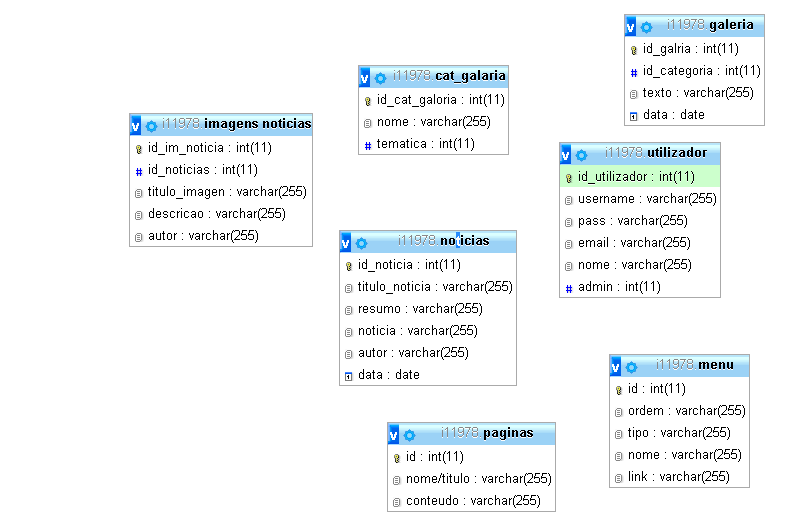 i11978 galeria
id_galria : int(11)
id_categoria : int(11)
texto : varchar(255)
data : date
i11978 cat_galaria
id_cat_galoria : int(11)
nome : varchar(255)
tematica : int(11)
i11978 imagens noticias
id_im_noticia : int(11)
id_noticias : int(11)
titulo_imagen : varchar(255)
descricao : varchar(255)
autor : varchar(255)
i11978 utilizador
id_utilizador : int(11)
username : varchar(255)
pass : varchar(255)
email : varchar(255)
nome : varchar(255)
admin : int(11)
i11978 noticias
id_noticia : int(11)
titulo_noticia : varchar(255)
resumo : varchar(255)
noticia : varchar(255)
autor : varchar(255)
data : date
i11978 menu
id : int(11)
ordem : varchar(255)
tipo : varchar(255)
nome : varchar(255)
link : varchar(255)
i11978 paginas
id : int(11)
nome/titulo : varchar(255)
conteudo : varchar(255)